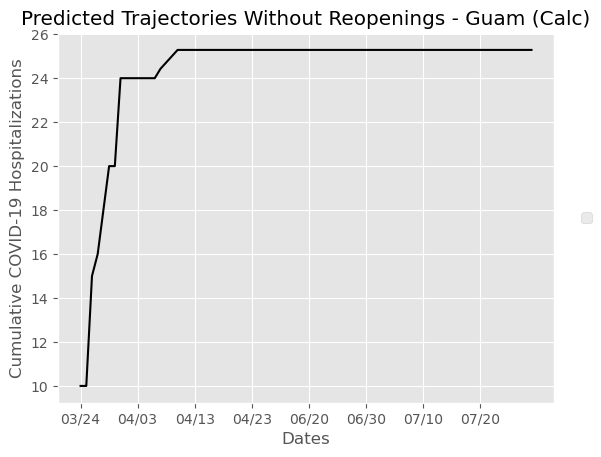 Predicted Trajectories Without Reopenings - Guam (Calc)
Cumulative COVID-19 Hospitalizations
26
24
22
20
18
16
14
12
10
03/24 04/03 04/13 04/23 06/20 06/30 07/10 07/20
Dates